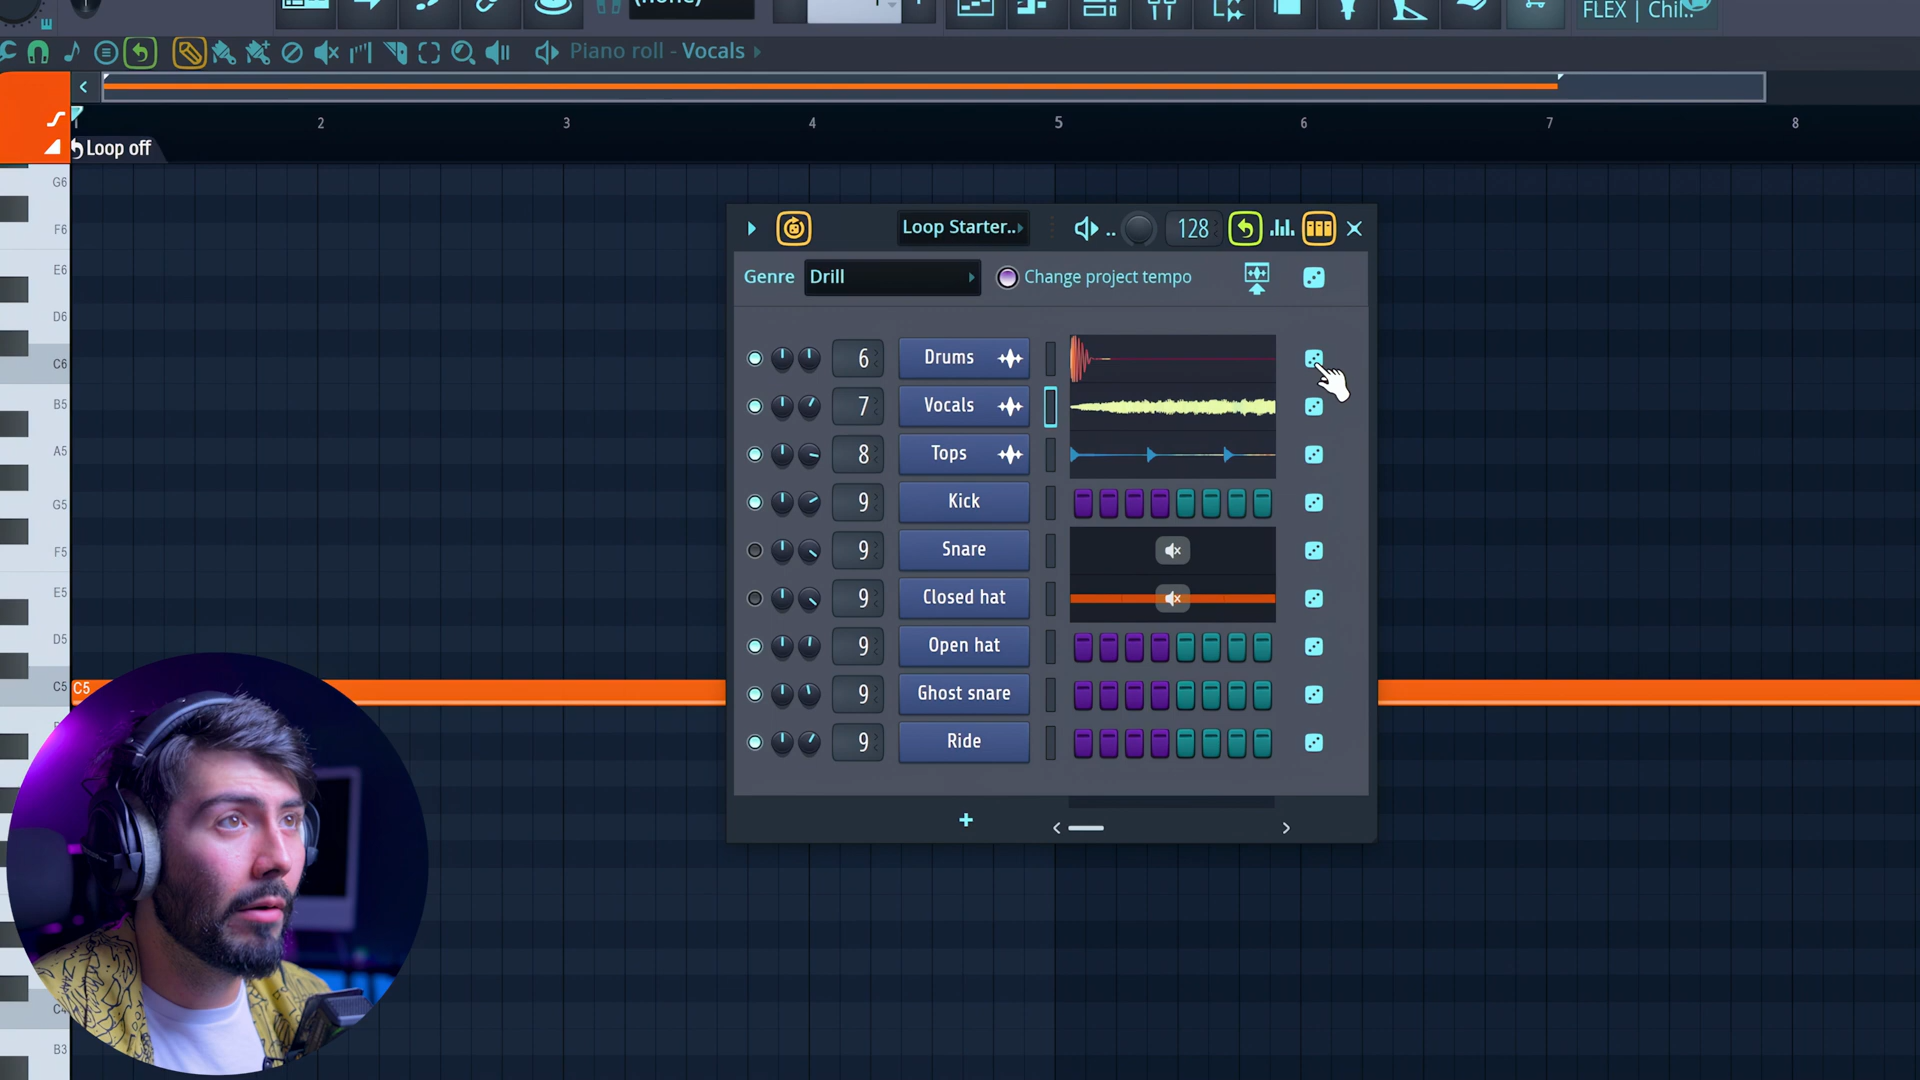 (none)
FLEX | Chil..
Piano roll - Vocals
1 2 3 4 5 6 7 8
Loop off
G6
F6
E6
D6
C6
B5
A5
G5
F5
E5
D5
C5 C5
B3
Loop Starter.. .. 128
Genre Drill Change project tempo
6 Drums
7 Vocals
8 Tops
9 Kick
9 Snare
9 Closed hat
9 Open hat
9 Ghost snare
9 Ride
+